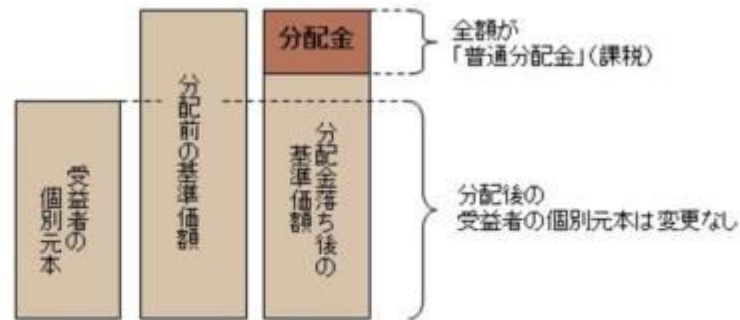 受益者の
個別元本
分配前の基準価額
分配金
分配金落ち後の
基準価額
全額が
「普通分配金」(課税)
分配後の
受益者の個別元本は変更なし